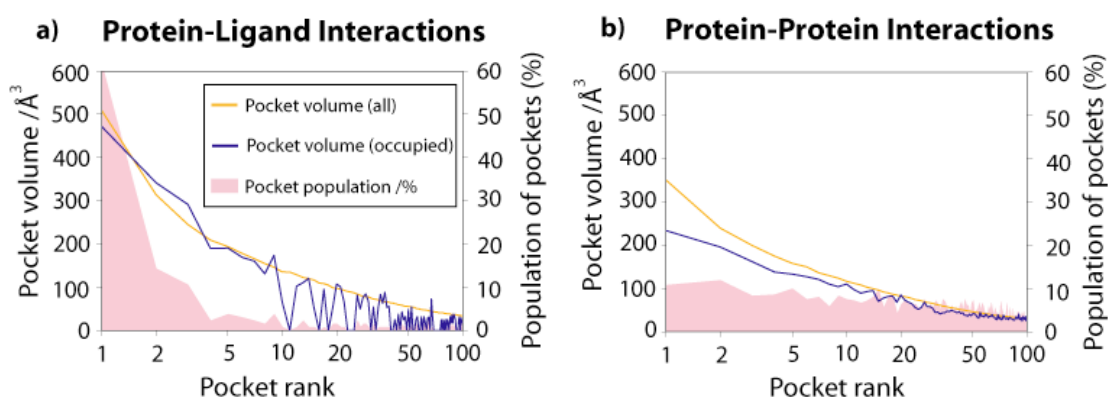 a) Protein-Ligand Interactions
Pocket volume /Å³
600
500
400
300
200
100
0
Pocket volume (all)
Pocket volume (occupied)
Pocket population /%
60
50
40
30
20
10
0
Population of pockets (%)
1 2 5 10 20 50 100
Pocket rank
b) Protein-Protein Interactions
Pocket volume /Å³
600
500
400
300
200
100
0
60
50
40
30
20
10
0
Population of pockets (%)
1 2 5 10 20 50 100
Pocket rank